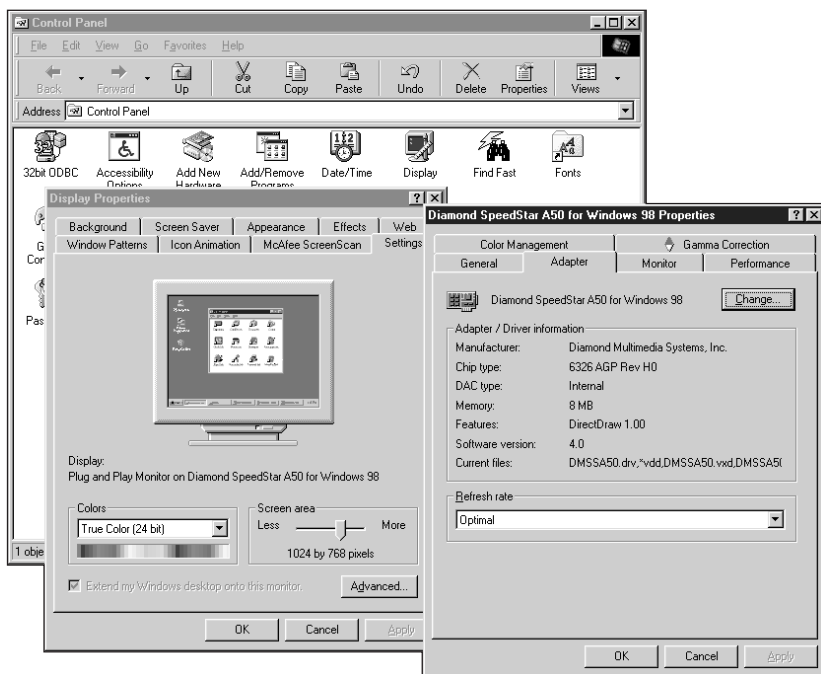 Control Panel
File Edit View Go Favorites Help
Back Forward Up Cut Copy Paste Undo Delete Properties Views
Address Control Panel
32bit ODBC Accessibility Options Add New Hardware Add/Remove Programs Date/Time Display Find Fast Fonts
G
Con
Pas
1 obje
Display Properties
Background Screen Saver Appearance Effects Web
Window Patterns Icon Animation McAfee ScreenScan Settings
Display:
Plug and Play Monitor on Diamond SpeedStar A50 for Windows 98
Colors
True Color (24 bit)
Screen area
Less More
1024 by 768 pixels
Extend my Windows desktop onto this monitor.
Advanced...
OK Cancel Apply
Diamond SpeedStar A50 for Windows 98 Properties
Color Management Gamma Correction
General Adapter Monitor Performance
Diamond SpeedStar A50 for Windows 98 Change...
Adapter / Driver information
Manufacturer: Diamond Multimedia Systems, Inc.
Chip type: 6326 AGP Rev H0
DAC type: Internal
Memory: 8 MB
Features: DirectDraw 1.00
Software version: 4.0
Current files: DMSSA50.drv,*vdd,DMSSA50.vxd,DMSSA50
Refresh rate
Optimal
OK Cancel Apply